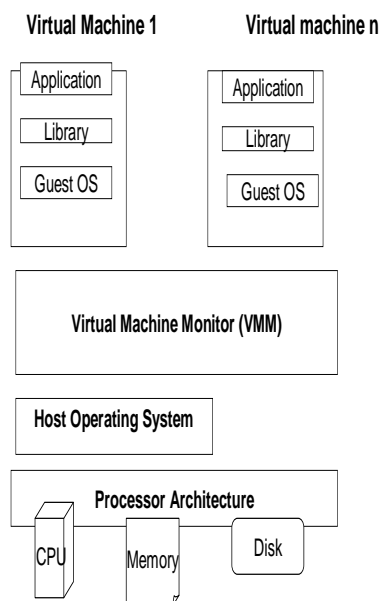 Virtual Machine 1
Virtual machine n
Application
Library
Guest OS
Application
Library
Guest OS
Virtual Machine Monitor (VMM)
Host Operating System
Processor Architecture
CPU
Memory
Disk